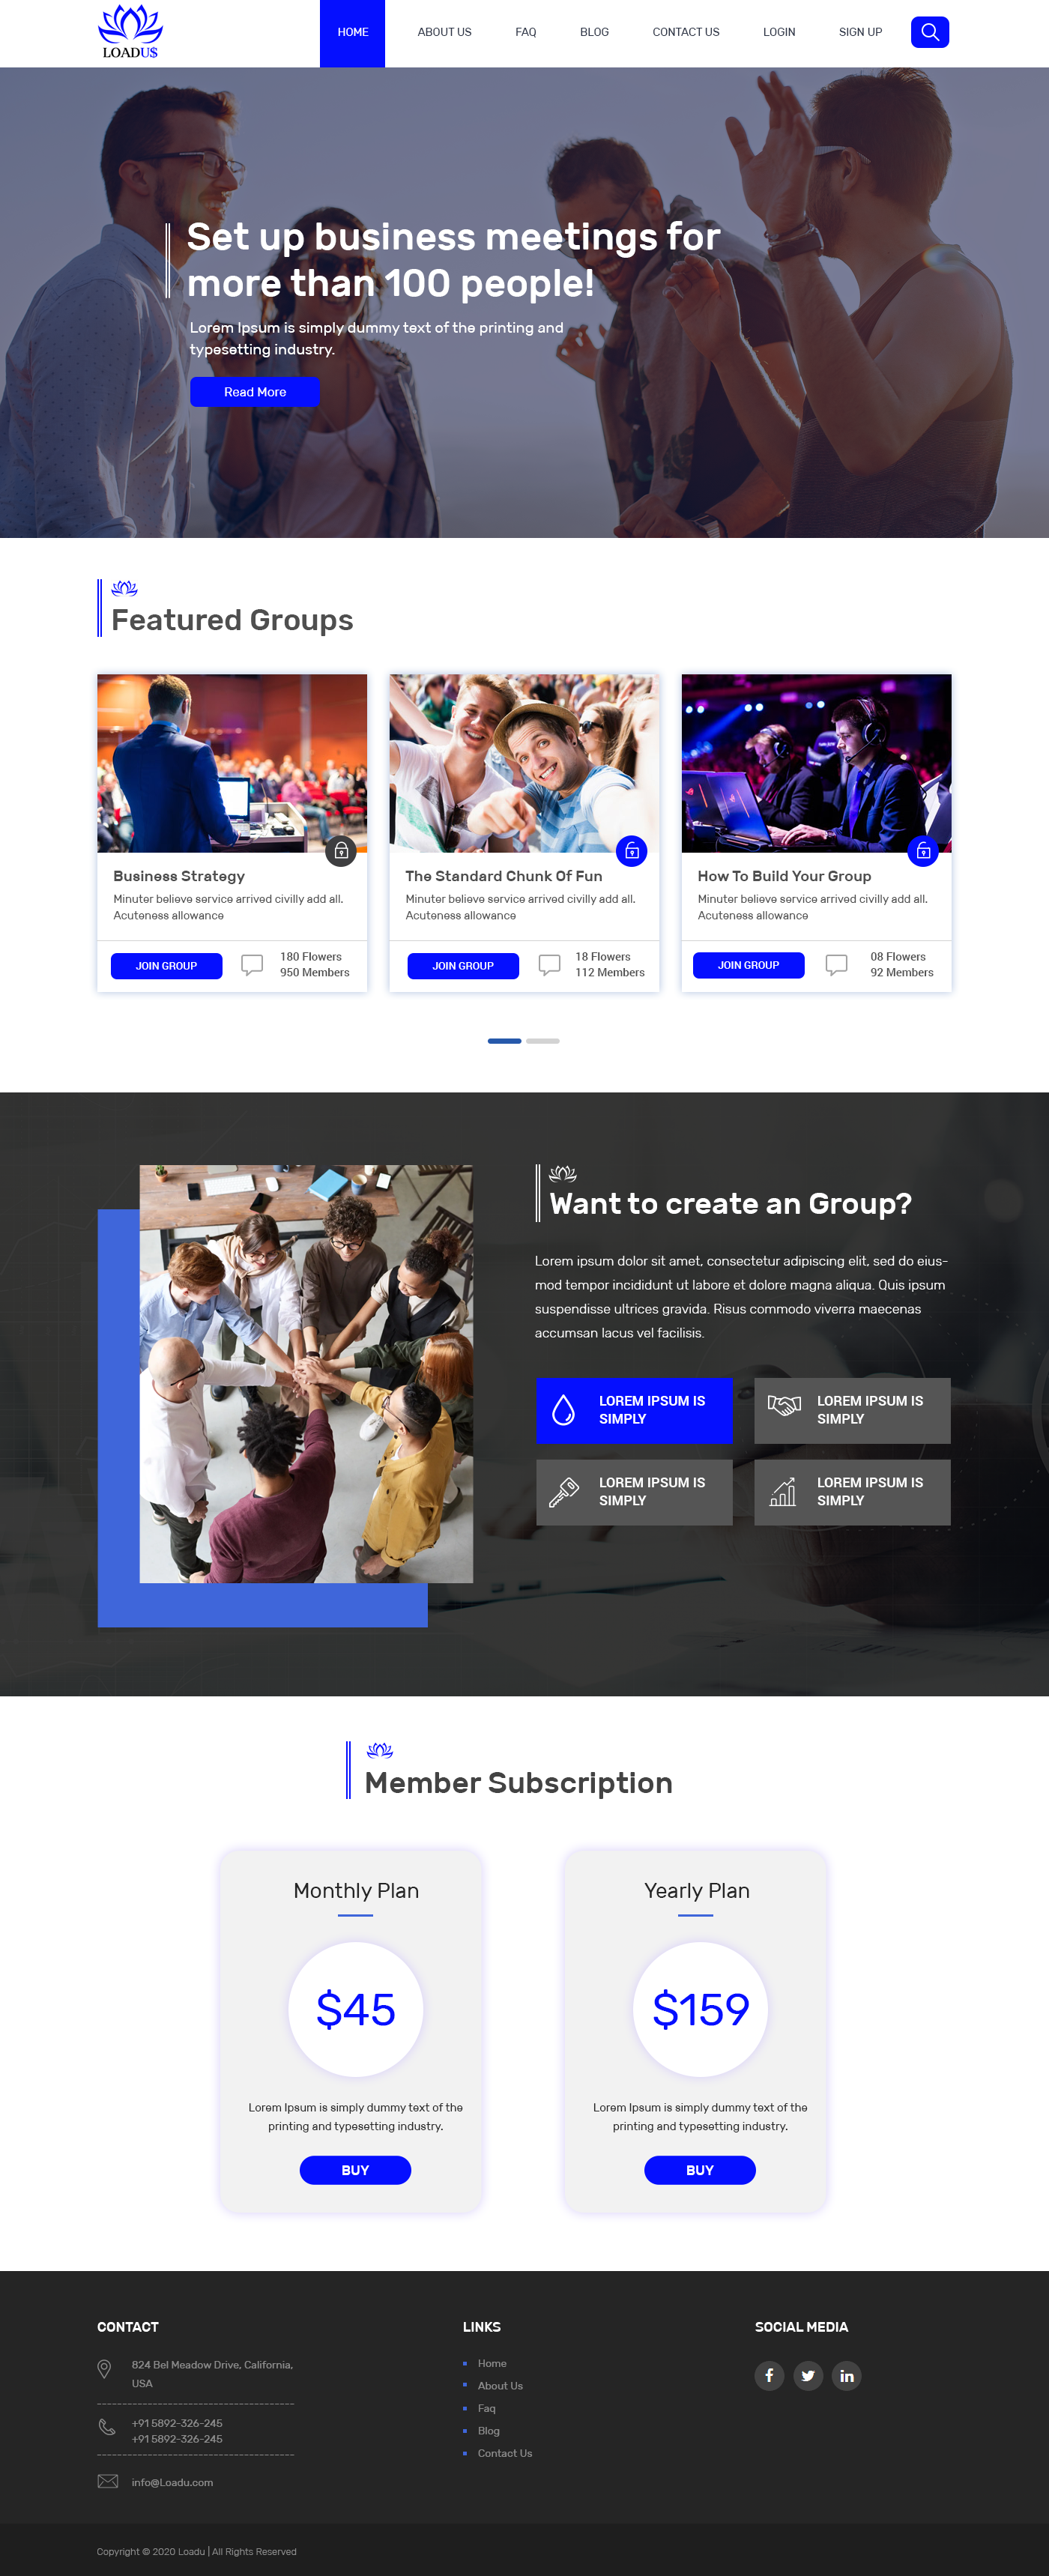 LOADU$
HOME
ABOUT US
FAQ
BLOG
CONTACT US
LOGIN
SIGN UP
Set up business meetings for
more than 100 people!
Lorem Ipsum is simply dummy text of the printing and
typesetting industry.
Read More
Featured Groups
Business Strategy
Minuter believe service arrived civilly add all.
Acuteness allowance
JOIN GROUP
180 Flowers
950 Members
The Standard Chunk Of Fun
Minuter believe service arrived civilly add all.
Acuteness allowance
JOIN GROUP
18 Flowers
112 Members
How To Build Your Group
Minuter believe service arrived civilly add all.
Acuteness allowance
JOIN GROUP
08 Flowers
92 Members
Want to create an Group?
Lorem ipsum dolor sit amet, consectetur adipiscing elit, sed do eius-
mod tempor incididunt ut labore et dolore magna aliqua. Quis ipsum
suspendisse ultrices gravida. Risus commodo viverra maecenas
accumsan lacus vel facilisis.
LOREM IPSUM IS
SIMPLY
LOREM IPSUM IS
SIMPLY
LOREM IPSUM IS
SIMPLY
LOREM IPSUM IS
SIMPLY
Member Subscription
Monthly Plan
$45
Lorem Ipsum is simply dummy text of the
printing and typesetting industry.
BUY
Yearly Plan
$159
Lorem Ipsum is simply dummy text of the
printing and typesetting industry.
BUY
CONTACT
824 Bel Meadow Drive, California,
USA
+91 5892-326-245
+91 5892-326-245
info@Loadu.com
LINKS
Home
About Us
Faq
Blog
Contact Us
SOCIAL MEDIA
Copyright © 2020 Loadu | All Rights Reserved